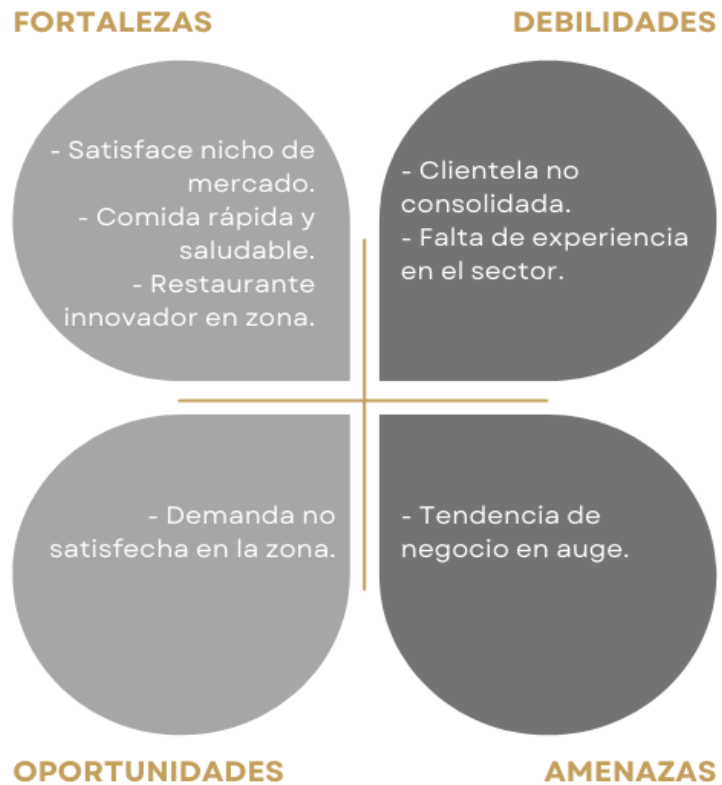 FORTALEZAS
- Satisface nicho de
mercado.
- Comida rápida y
saludable.
- Restaurante
innovador en zona.
DEBILIDADES
- Clientela no
consolidada.
- Falta de experiencia
en el sector.
- Demanda no
satisfecha en la zona.
OPORTUNIDADES
- Tendencia de
negocio en auge.
AMENAZAS